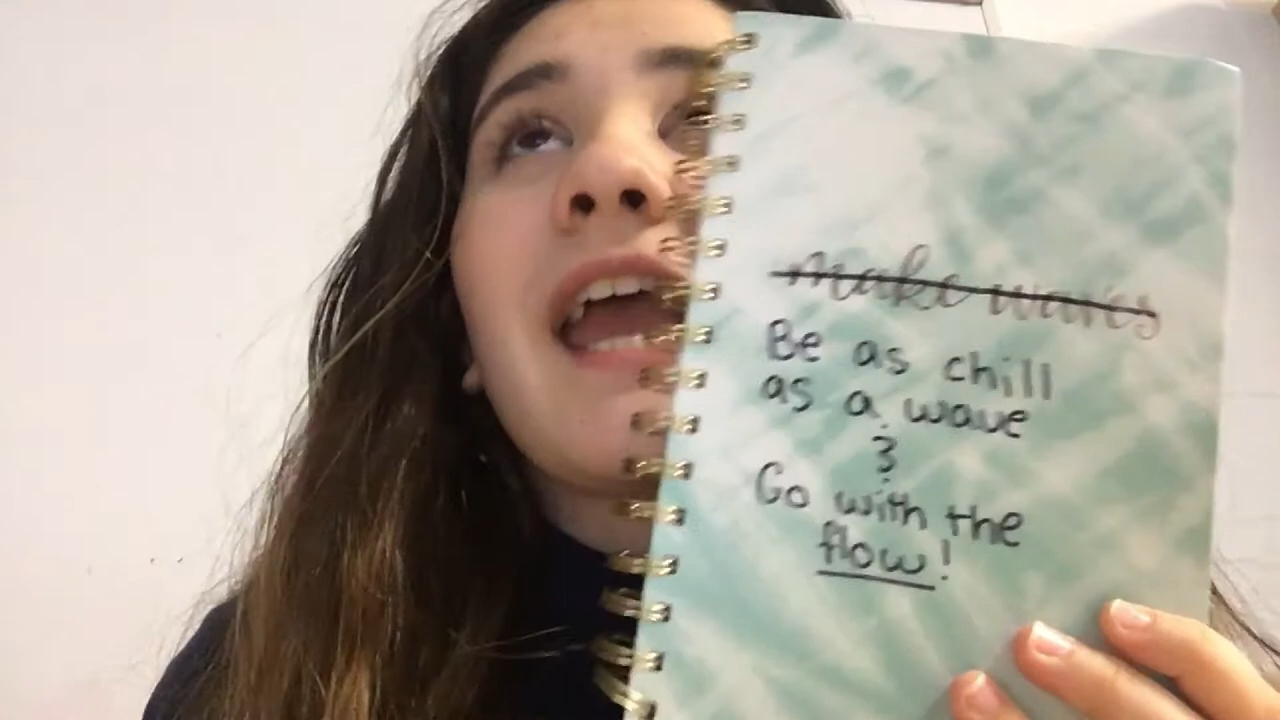 make waves
Be as chill
as a wave
&
Go with the
flow!